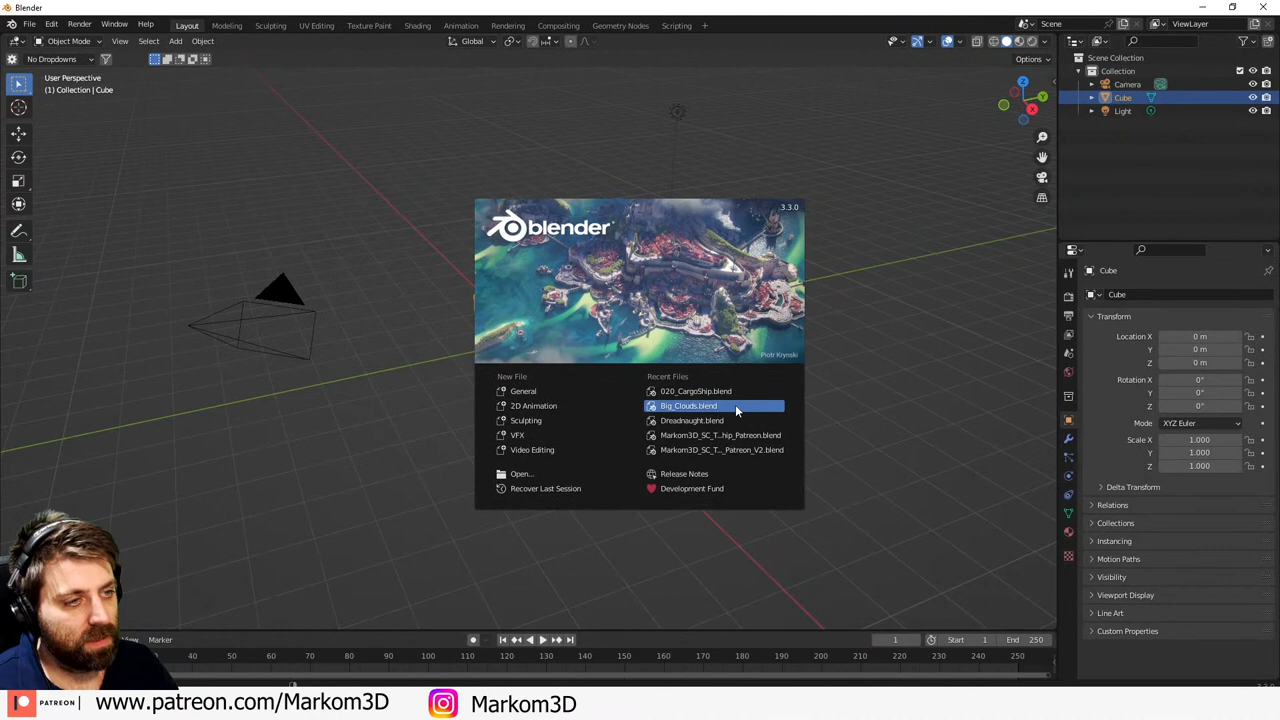 Blender
File Edit Render Window Help Layout Modeling Sculpting UV Editing Texture Paint Shading Animation Rendering Compositing Geometry Nodes Scripting + Scene ViewLayer
Object Mode View Select Add Object Global
No Dropdowns Options
User Perspective
(1) Collection | Cube
Z
Y
X
Scene Collection
Collection
Camera
Cube
Light
blender
3.3.0
Piotr Krynski
New File
General
2D Animation
Sculpting
VFX
Video Editing
Open...
Recover Last Session
Recent Files
020_CargoShip.blend
Big_Clouds.blend
Dreadnaught.blend
Markom3D_SC_T...hip_Patreon.blend
Markom3D_SC_T..._Patreon_V2.blend
Release Notes
Development Fund
Cube
Cube
Transform
Location X 0 m
Y 0 m
Z 0 m
Rotation X 0°
Y 0°
Z 0°
Mode XYZ Euler
Scale X 1.000
Y 1.000
Z 1.000
Delta Transform
Relations
Collections
Instancing
Motion Paths
Visibility
Viewport Display
Line Art
Custom Properties
View Marker 1 Start 1 End 250
40 50 60 70 80 90 100 110 120 130 140 150 160 170 180 190 200 210 220 230 240 250
PATREON | www.patreon.com/Markom3D Markom3D